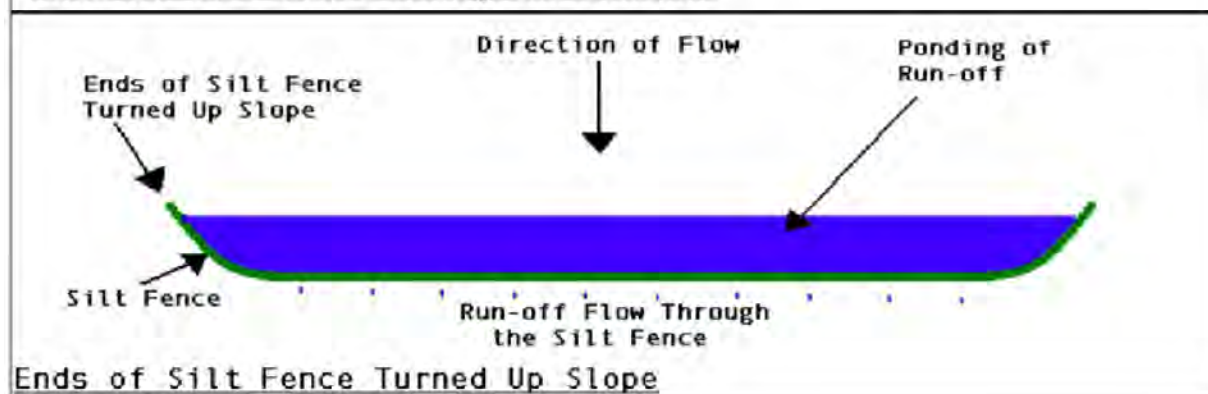 Direction of Flow
Ponding of
Run-off
Ends of Silt Fence
Turned Up Slope
Silt Fence
Run-off Flow Through
the Silt Fence
Ends of Silt Fence Turned Up Slope